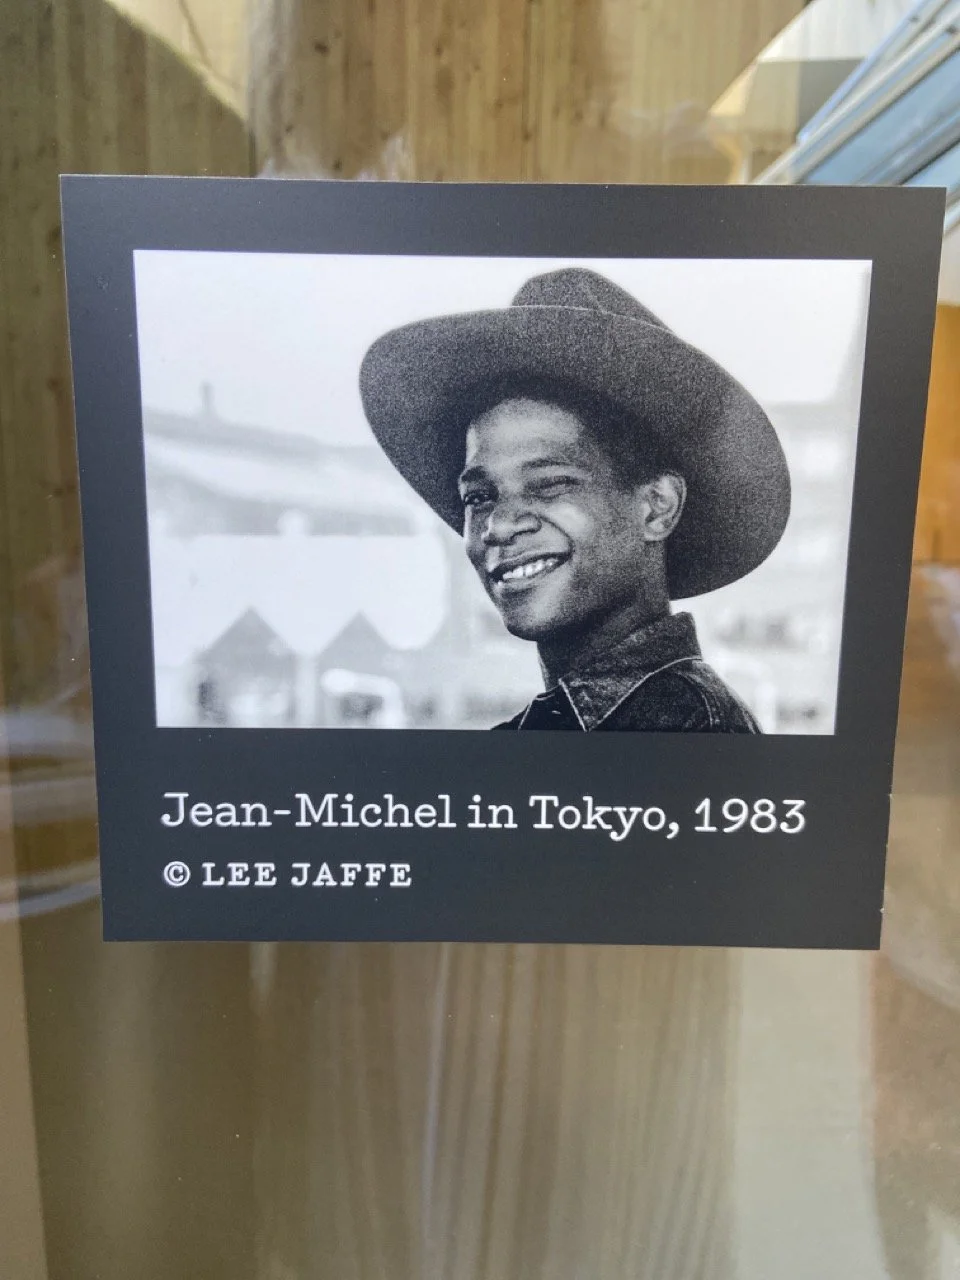 Jean-Michel in Tokyo, 1983
© LEE JAFFE